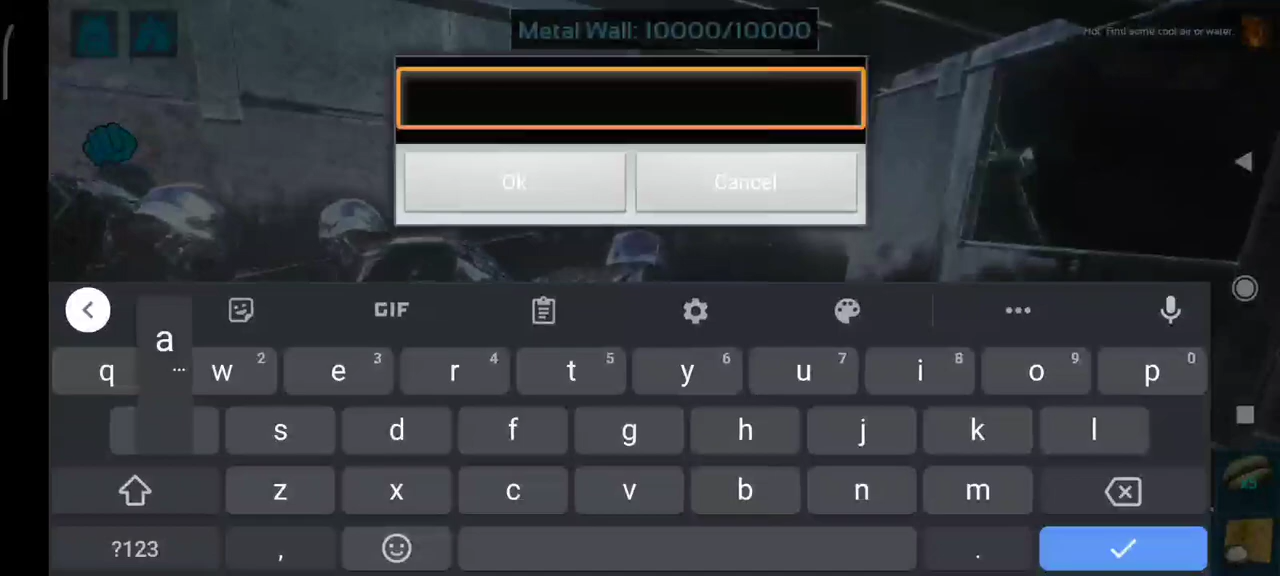 Metal Wall: 10000/10000
Hot! Find some cool air or water.
Ok Cancel
GIF
a
...
q w 2 e 3 r 4 t 5 y 6 u 7 i 8 o 9 p 0
s d f g h j k l
z x c v b n m
?123 , .